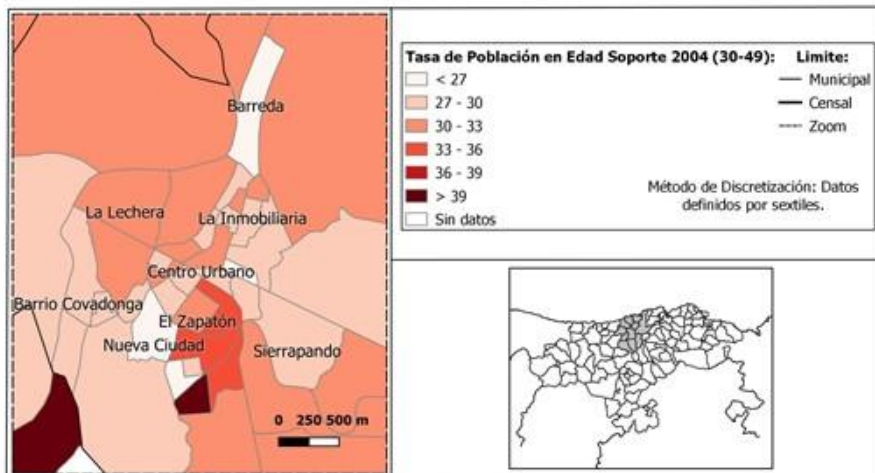 Barreda
La Lechera
La Inmobiliaria
Centro Urbano
Barrio Covadonga
El Zapatón
Nueva Ciudad
Sierrapando
0 250 500 m
Tasa de Población en Edad Soporte 2004 (30-49):
< 27
27 - 30
30 - 33
33 - 36
36 - 39
> 39
Sin datos
Limite:
Municipal
Censal
Zoom
Método de Discretización: Datos
definidos por sextiles.